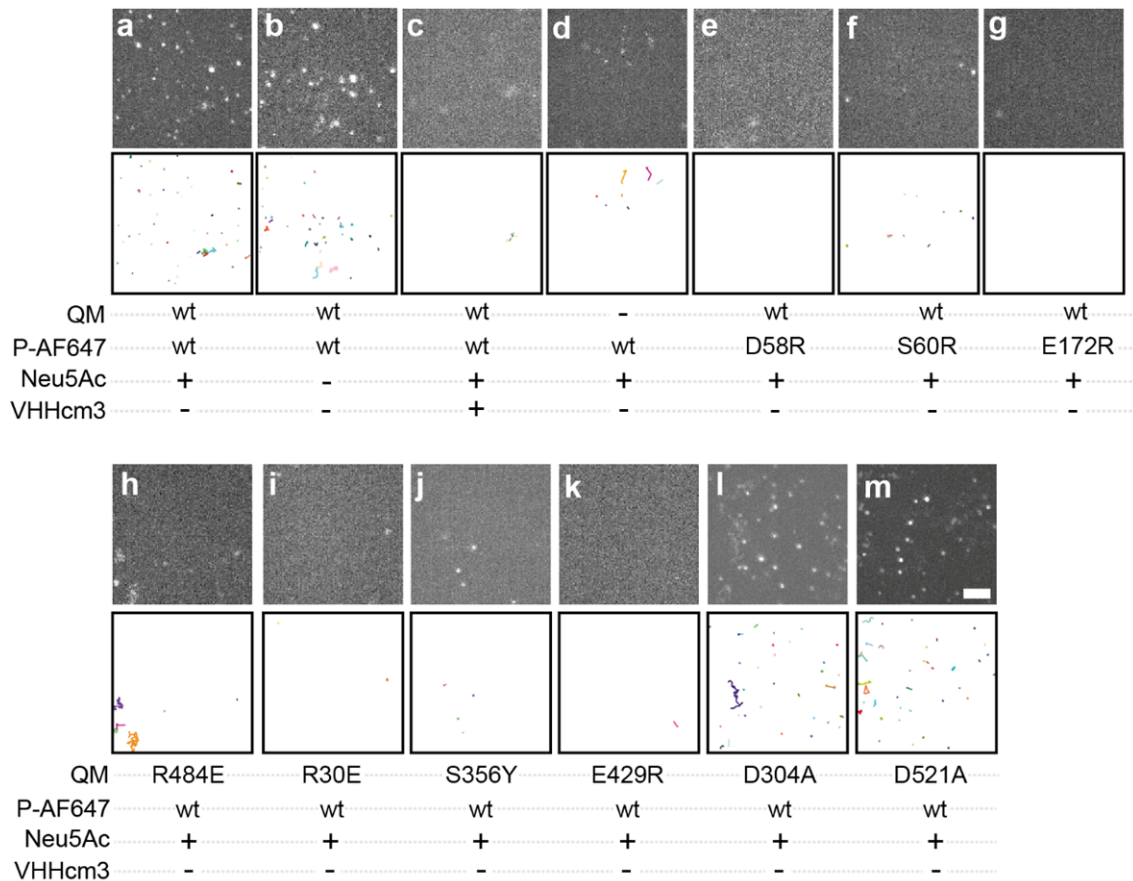 a b c d e f g
QM wt wt wt - wt wt wt
P-AF647 wt wt wt wt D58R S60R E172R
Neu5Ac + - + + + + +
VHHcm3 - - + - - - -
h i j k l m
QM R484E R30E S356Y E429R D304A D521A
P-AF647 wt wt wt wt wt wt
Neu5Ac + + + + + +
VHHcm3 - - - - - -